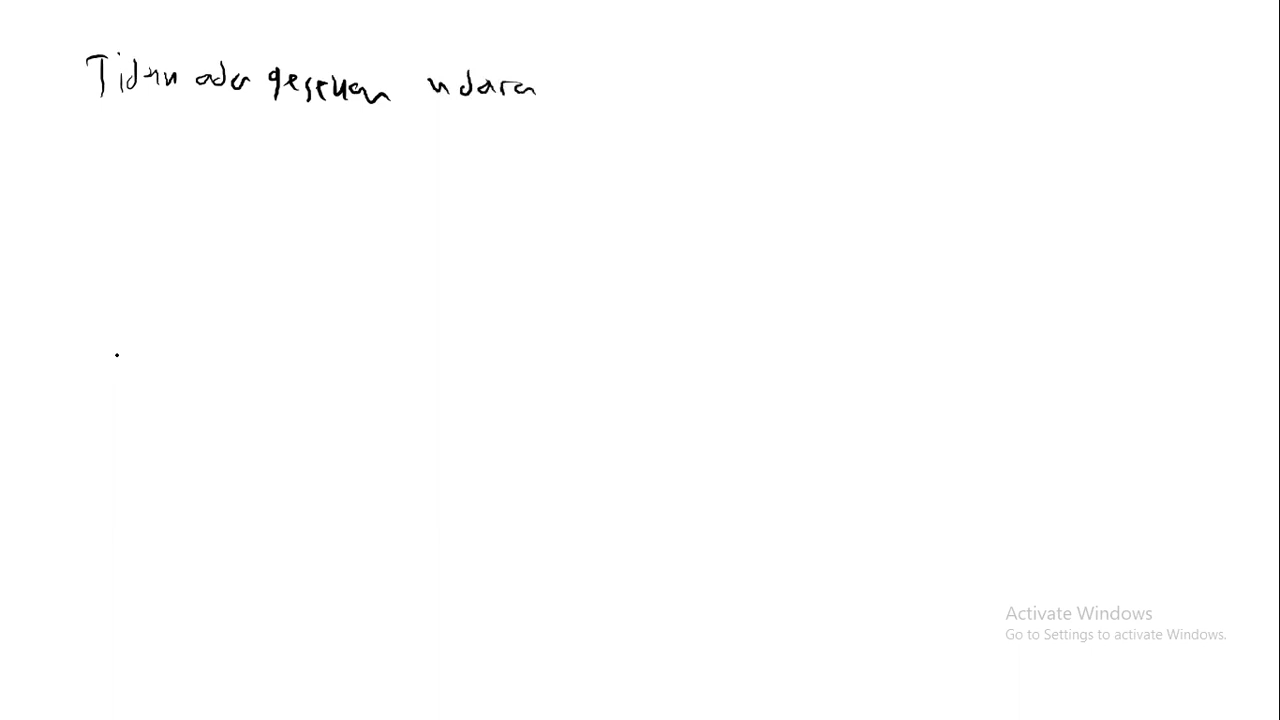 Tidak ada gesekan udara
Activate Windows
Go to Settings to activate Windows.